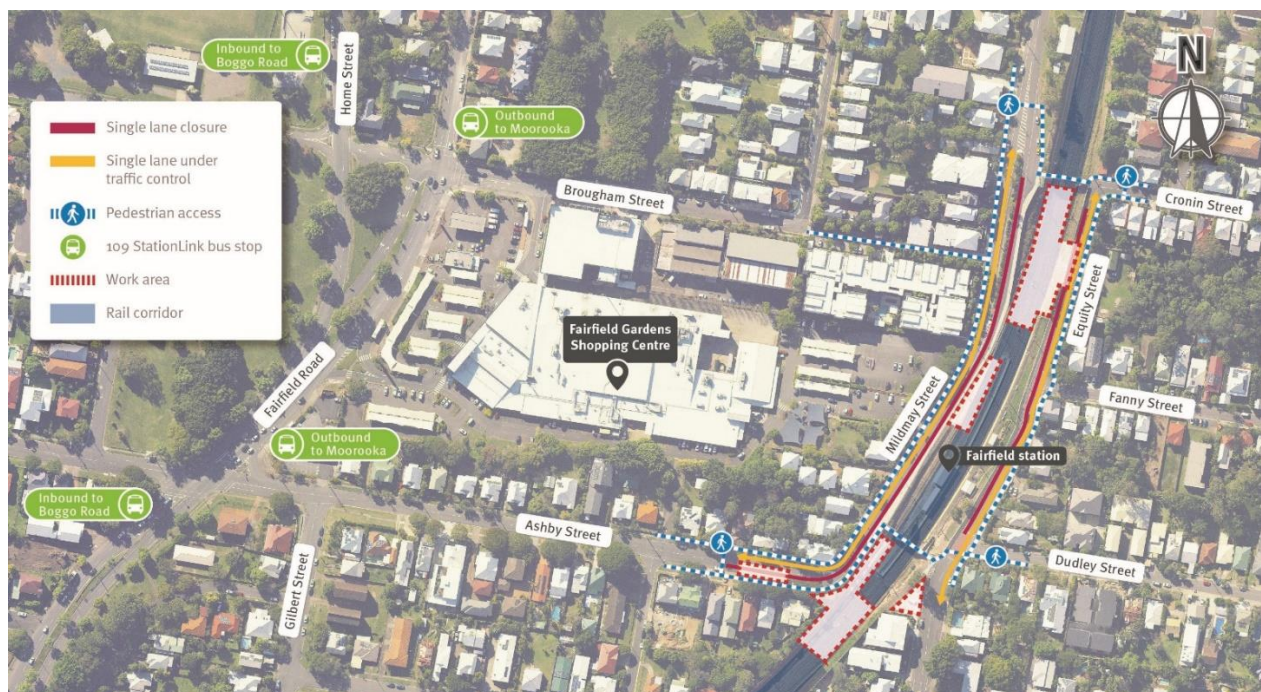 Inbound to
Boggo Road
Home Street
Outbound
to Moorooka
N
Single lane closure
Single lane under
traffic control
Pedestrian access
109 StationLink bus stop
Work area
Rail corridor
Brougham Street
Cronin Street
Equity Street
Fairfield Gardens
Shopping Centre
Fairfield Road
Mildmay Street
Fanny Street
Outbound
to Moorooka
Fairfield station
Inbound to
Boggo Road
Ashby Street
Dudley Street
Gilbert Street